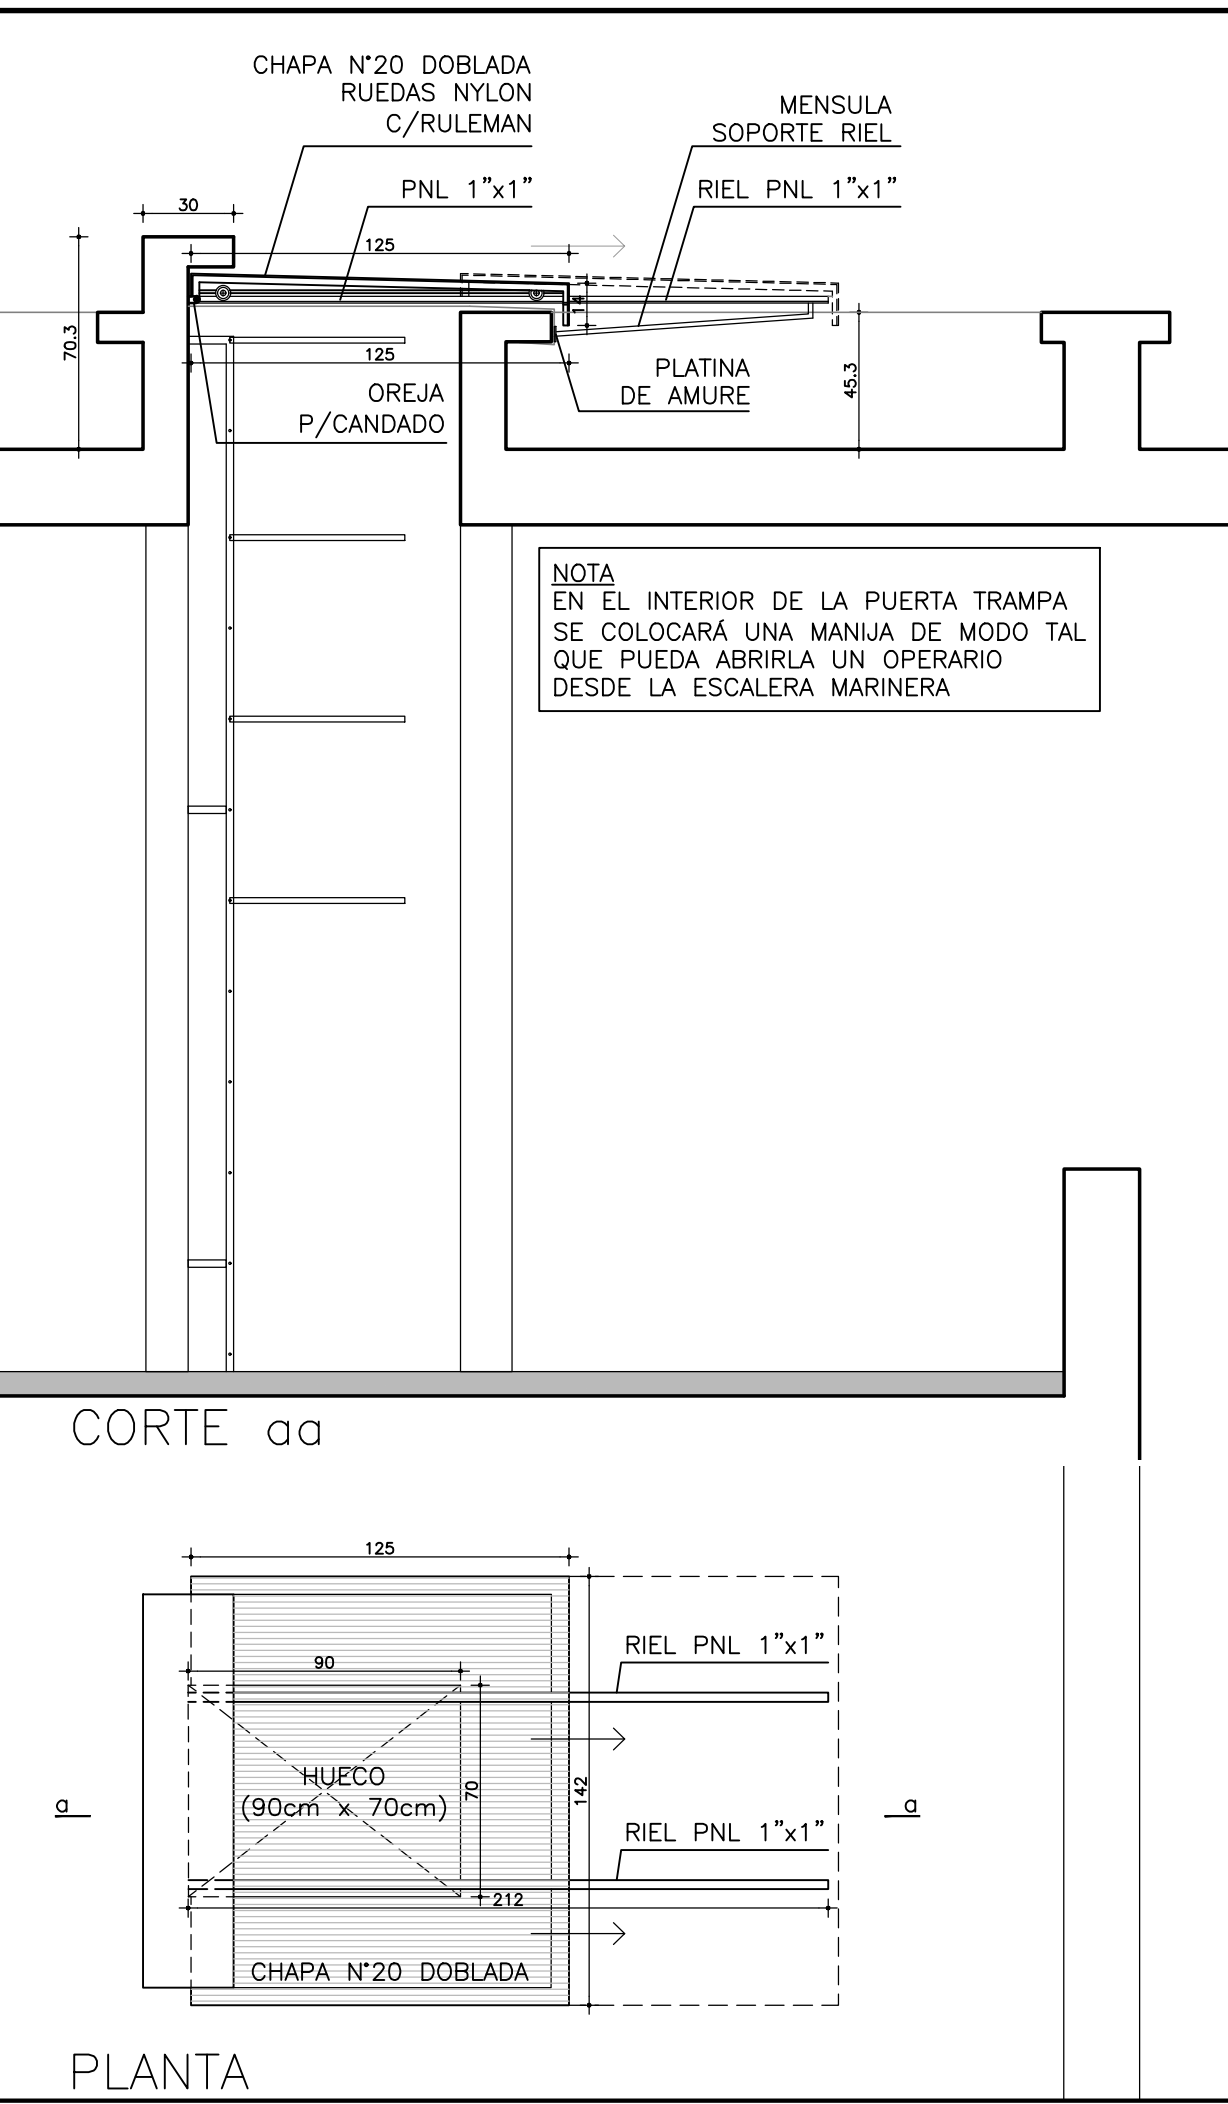 CHAPA N°20 DOBLADA
RUEDAS NYLON
C/RULEMAN
MENSULA
SOPORTE RIEL
PNL 1"x1"
RIEL PNL 1"x1"
30
125
14
70.3
125
45.3
PLATINA
DE AMURE
OREJA
P/CANDADO
NOTA
EN EL INTERIOR DE LA PUERTA TRAMPA
SE COLOCARÁ UNA MANIJA DE MODO TAL
QUE PUEDA ABRIRLA UN OPERARIO
DESDE LA ESCALERA MARINERA
CORTE aa
125
RIEL PNL 1"x1"
90
HUECO
(90cm x 70cm)
70
142
a
a
RIEL PNL 1"x1"
212
CHAPA N°20 DOBLADA
PLANTA